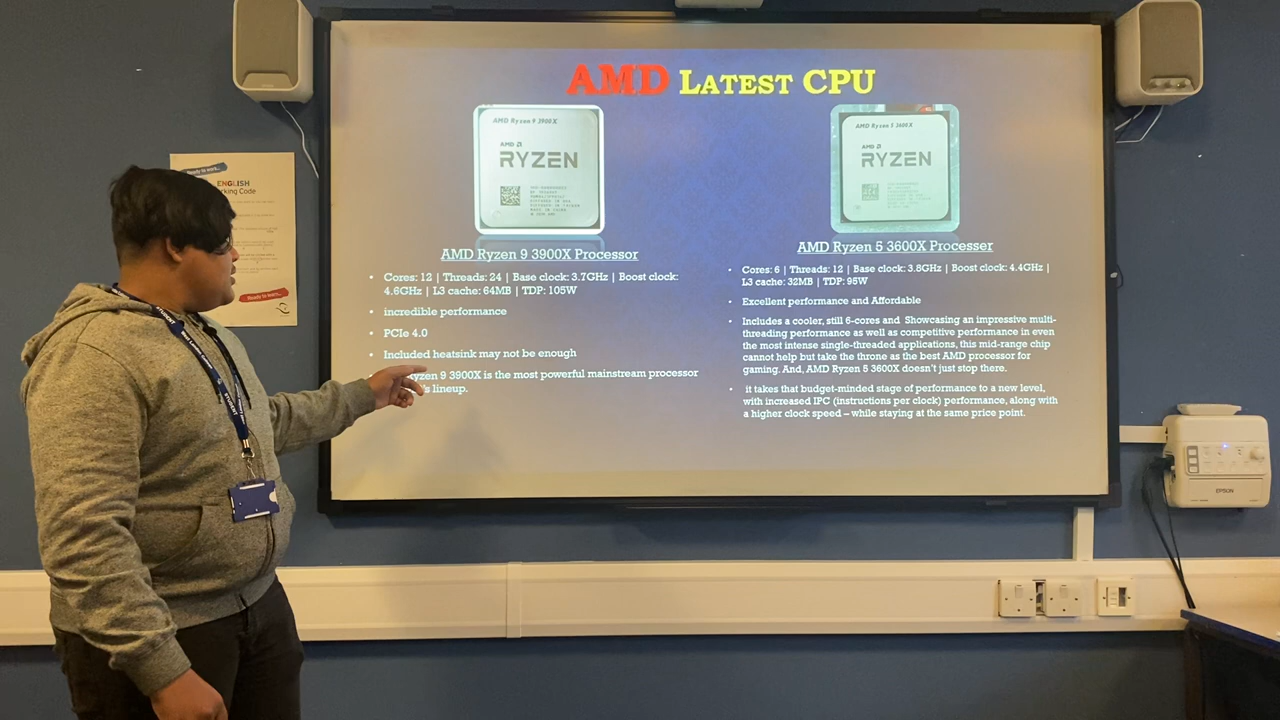 AMD LATEST CPU
AMD Ryzen 9 3900X
AMD
RYZEN
AMD Ryzen 5 3600X
AMD
RYZEN
AMD Ryzen 9 3900X Processor
• Cores: 12 | Threads: 24 | Base clock: 3.7GHz | Boost clock:
4.6GHz | L3 cache: 64MB | TDP: 105W
• incredible performance
• PCIe 4.0
• Included heatsink may not be enough
9 3900X is the most powerful mainstream processor
lineup.
AMD Ryzen 5 3600X Processer
• Cores: 6 | Threads: 12 | Base clock: 3.8GHz | Boost clock: 4.4GHz |
L3 cache: 32MB | TDP: 95W
• Excellent performance and Affordable
• Includes a cooler, still 6-cores and Showcasing an impressive multi-
threading performance as well as competitive performance in even
the most intense single-threaded applications, this mid-range chip
cannot help but take the throne as the best AMD processor for
gaming. And, AMD Ryzen 5 3600X doesn't just stop there.
• it takes that budget-minded stage of performance to a new level,
with increased IPC (instructions per clock) performance, along with
a higher clock speed – while staying at the same price point.
Ready to work...
ENGLISH
Code
Ready to learn...
STUDENT
STUDENT
EPSON